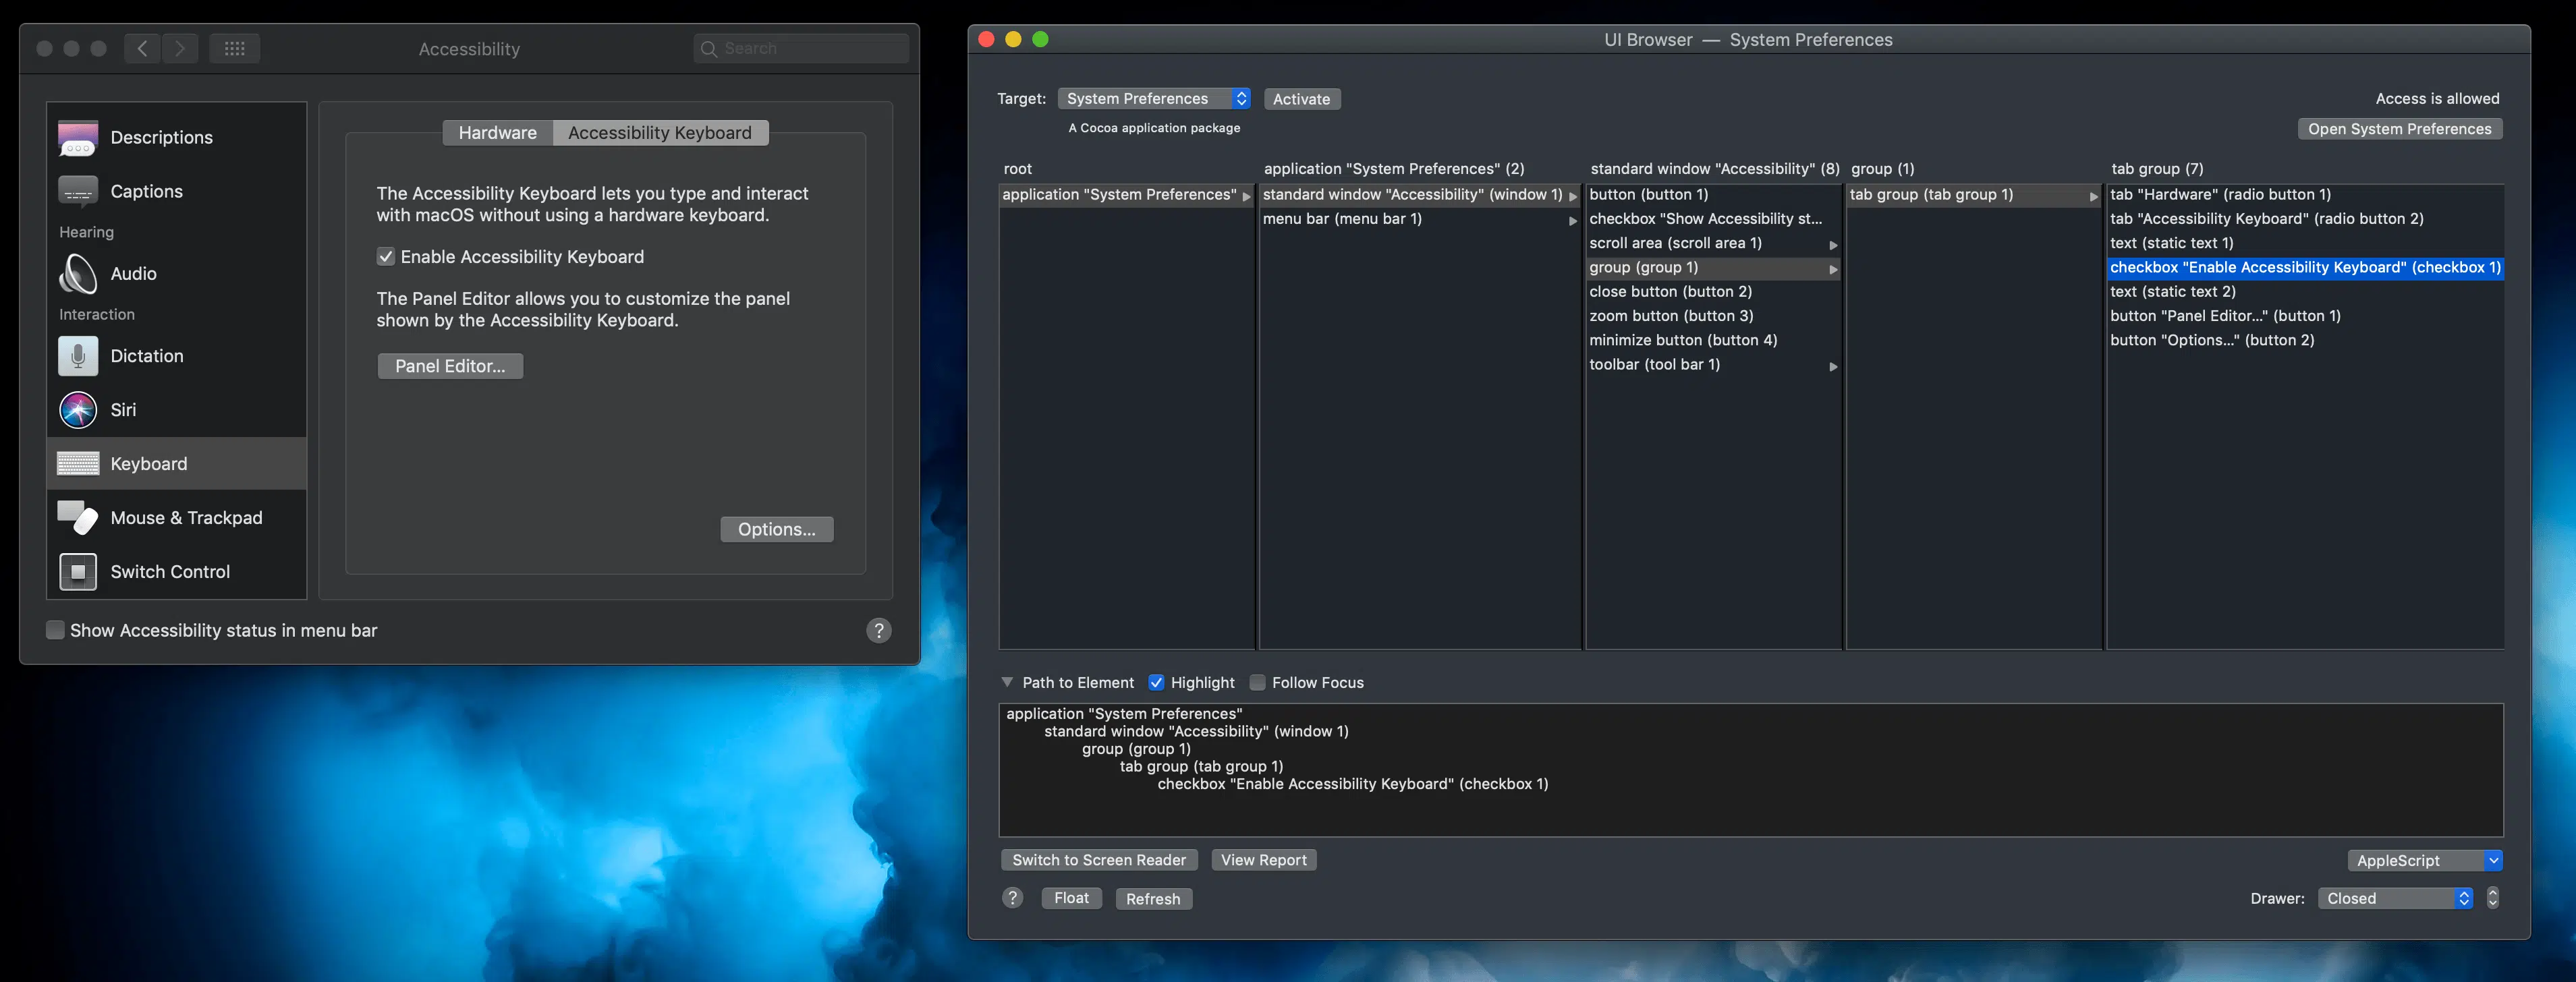 Accessibility
Search
Descriptions
Captions
Hearing
Audio
Interaction
Dictation
Siri
Keyboard
Mouse & Trackpad
Switch Control
Hardware
Accessibility Keyboard
The Accessibility Keyboard lets you type and interact
with macOS without using a hardware keyboard.
Enable Accessibility Keyboard
The Panel Editor allows you to customize the panel
shown by the Accessibility Keyboard.
Panel Editor...
Options...
Show Accessibility status in menu bar
?
UI Browser — System Preferences
Target: System Preferences Activate
A Cocoa application package
Access is allowed
Open System Preferences
root
application "System Preferences"
application "System Preferences" (2)
standard window "Accessibility" (window 1)
menu bar (menu bar 1)
standard window "Accessibility" (8)
button (button 1)
checkbox "Show Accessibility st...
scroll area (scroll area 1)
group (group 1)
close button (button 2)
zoom button (button 3)
minimize button (button 4)
toolbar (tool bar 1)
group (1)
tab group (tab group 1)
tab group (7)
tab "Hardware" (radio button 1)
tab "Accessibility Keyboard" (radio button 2)
text (static text 1)
checkbox "Enable Accessibility Keyboard" (checkbox 1)
text (static text 2)
button "Panel Editor..." (button 1)
button "Options..." (button 2)
Path to Element Highlight Follow Focus
application "System Preferences"
standard window "Accessibility" (window 1)
group (group 1)
tab group (tab group 1)
checkbox "Enable Accessibility Keyboard" (checkbox 1)
Switch to Screen Reader View Report AppleScript
? Float Refresh Drawer: Closed